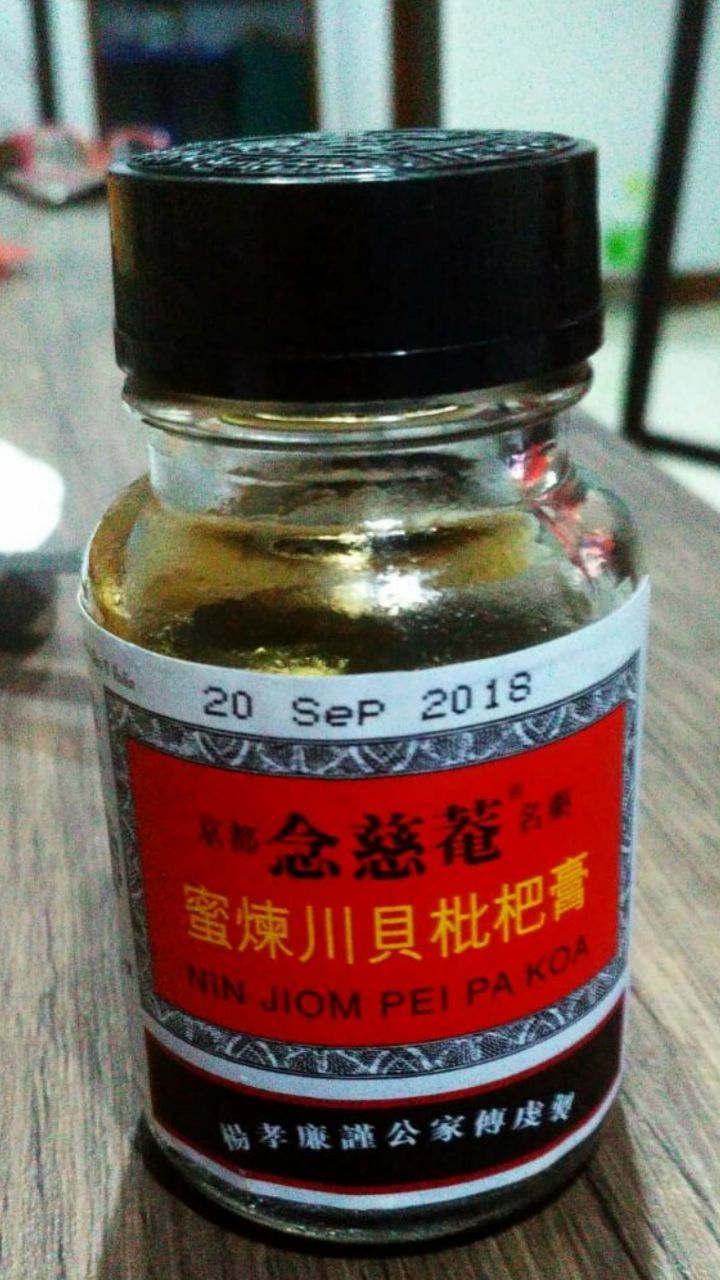 20 SeP 2018
京都念慈菴®名藥
蜜煉川貝枇杷膏
NIN JIOM PEI PA KOA
楊孝廉謹公家傳虔製